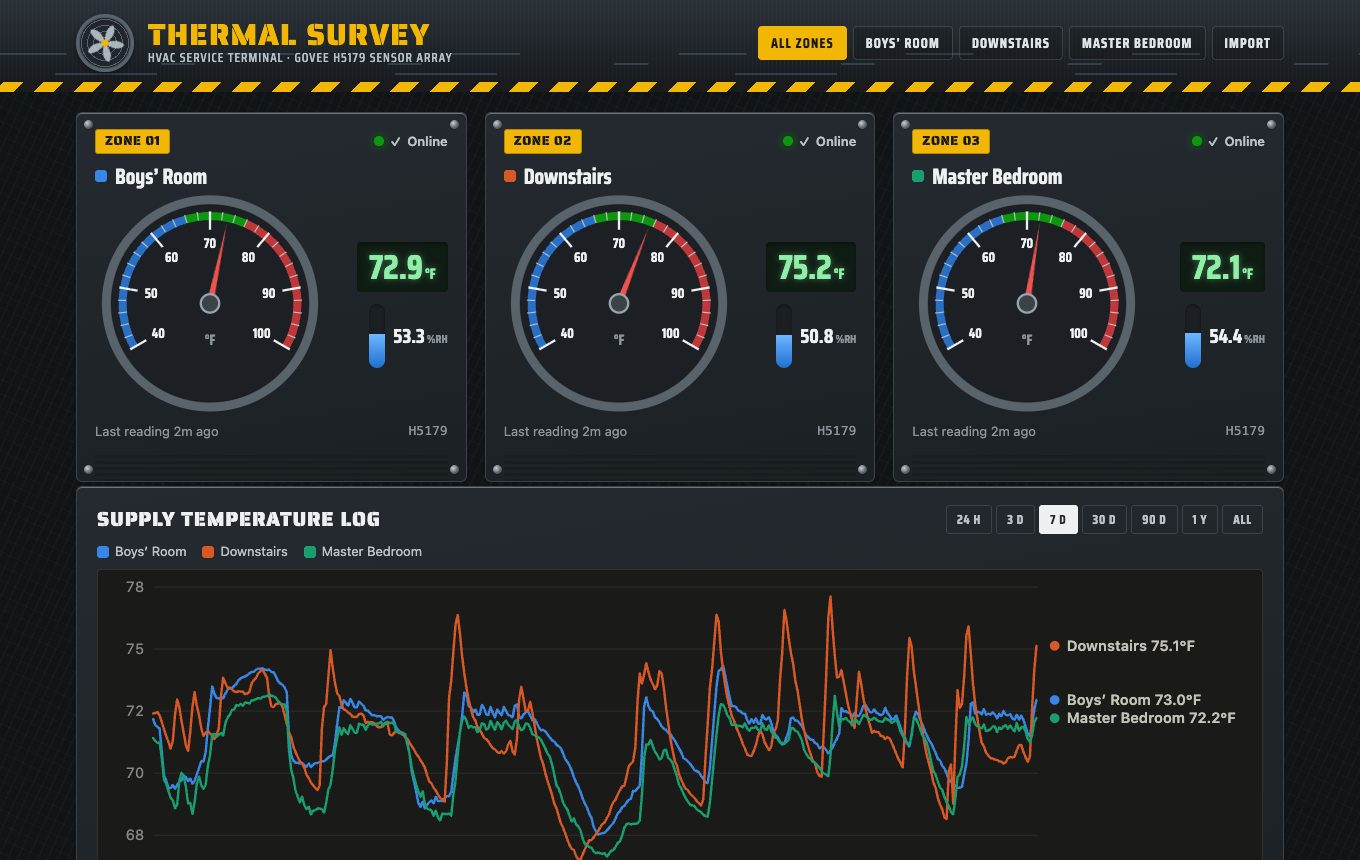 THERMAL SURVEY
HVAC SERVICE TERMINAL · GOVEE H5179 SENSOR ARRAY
ALL ZONES
BOYS' ROOM
DOWNSTAIRS
MASTER BEDROOM
IMPORT
ZONE 01
✓ Online
Boys’ Room
40
50
60
70
80
90
100
°F
72.9°F
53.3%RH
Last reading 2m ago
H5179
ZONE 02
✓ Online
Downstairs
40
50
60
70
80
90
100
°F
75.2°F
50.8%RH
Last reading 2m ago
H5179
ZONE 03
✓ Online
Master Bedroom
40
50
60
70
80
90
100
°F
72.1°F
54.4%RH
Last reading 2m ago
H5179
SUPPLY TEMPERATURE LOG
24 H
3 D
7 D
30 D
90 D
1 Y
ALL
Boys’ Room
Downstairs
Master Bedroom
78
75
72
70
68
Downstairs 75.1°F
Boys’ Room 73.0°F
Master Bedroom 72.2°F